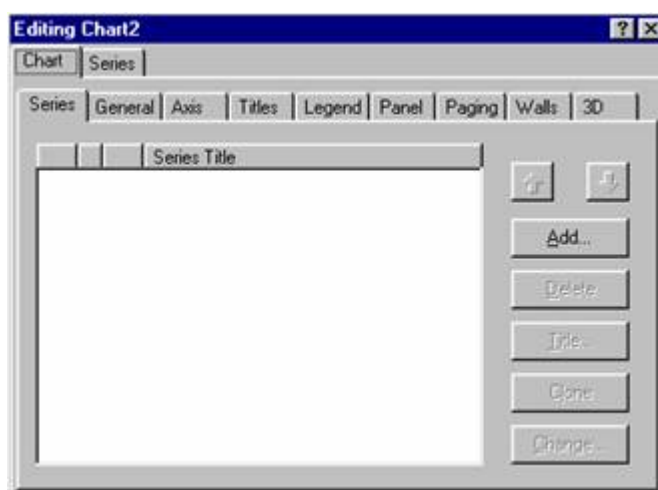 Editing Chart2
Chart Series
Series General Axis Titles Legend Panel Paging Walls 3D
Series Title
Add...
Delete
Title...
Clone
Change...